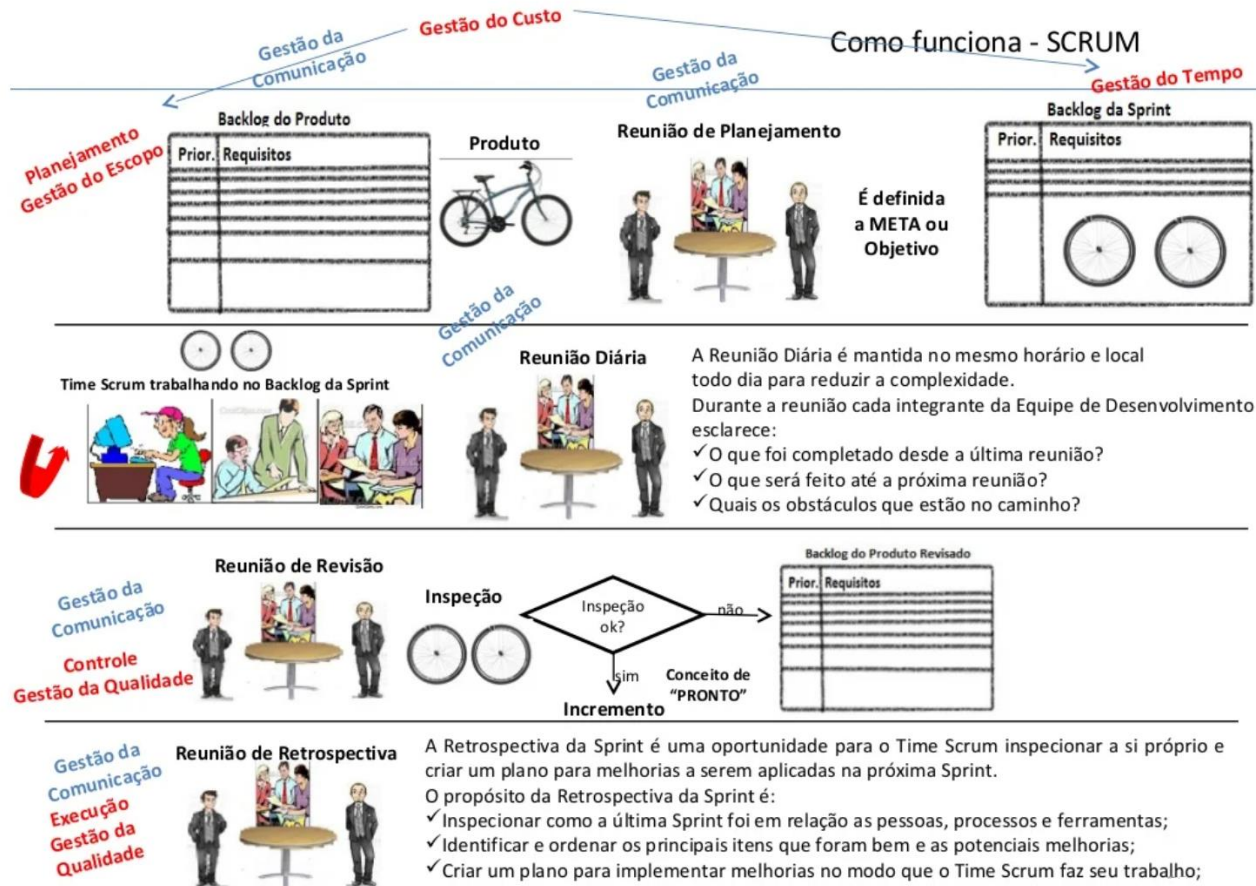 Gestão do Custo
Gestão da
Comunicação
Como funciona - SCRUM
Gestão da
Comunicação
Gestão do Tempo
Planejamento
Gestão do Escopo
Backlog do Produto
Prior. Requisitos
Produto
Reunião de Planejamento
É definida
a META ou
Objetivo
Backlog da Sprint
Prior. Requisitos
Gestão da
Comunicação
Time Scrum trabalhando no Backlog da Sprint
Reunião Diária
A Reunião Diária é mantida no mesmo horário e local
todo dia para reduzir a complexidade.
Durante a reunião cada integrante da Equipe de Desenvolvimento
esclarece:
✓O que foi completado desde a última reunião?
✓O que será feito até a próxima reunião?
✓Quais os obstáculos que estão no caminho?
Gestão da
Comunicação
Controle
Gestão da Qualidade
Reunião de Revisão
Inspeção
Inspeção
ok?
não
sim
Incremento
Conceito de
“PRONTO”
Backlog do Produto Revisado
Prior. Requisitos
Gestão da
Comunicação
Execução
Gestão da
Qualidade
Reunião de Retrospectiva
A Retrospectiva da Sprint é uma oportunidade para o Time Scrum inspecionar a si próprio e
criar um plano para melhorias a serem aplicadas na próxima Sprint.
O propósito da Retrospectiva da Sprint é:
✓Inspecionar como a última Sprint foi em relação as pessoas, processos e ferramentas;
✓Identificar e ordenar os principais itens que foram bem e as potenciais melhorias;
✓Criar um plano para implementar melhorias no modo que o Time Scrum faz seu trabalho;